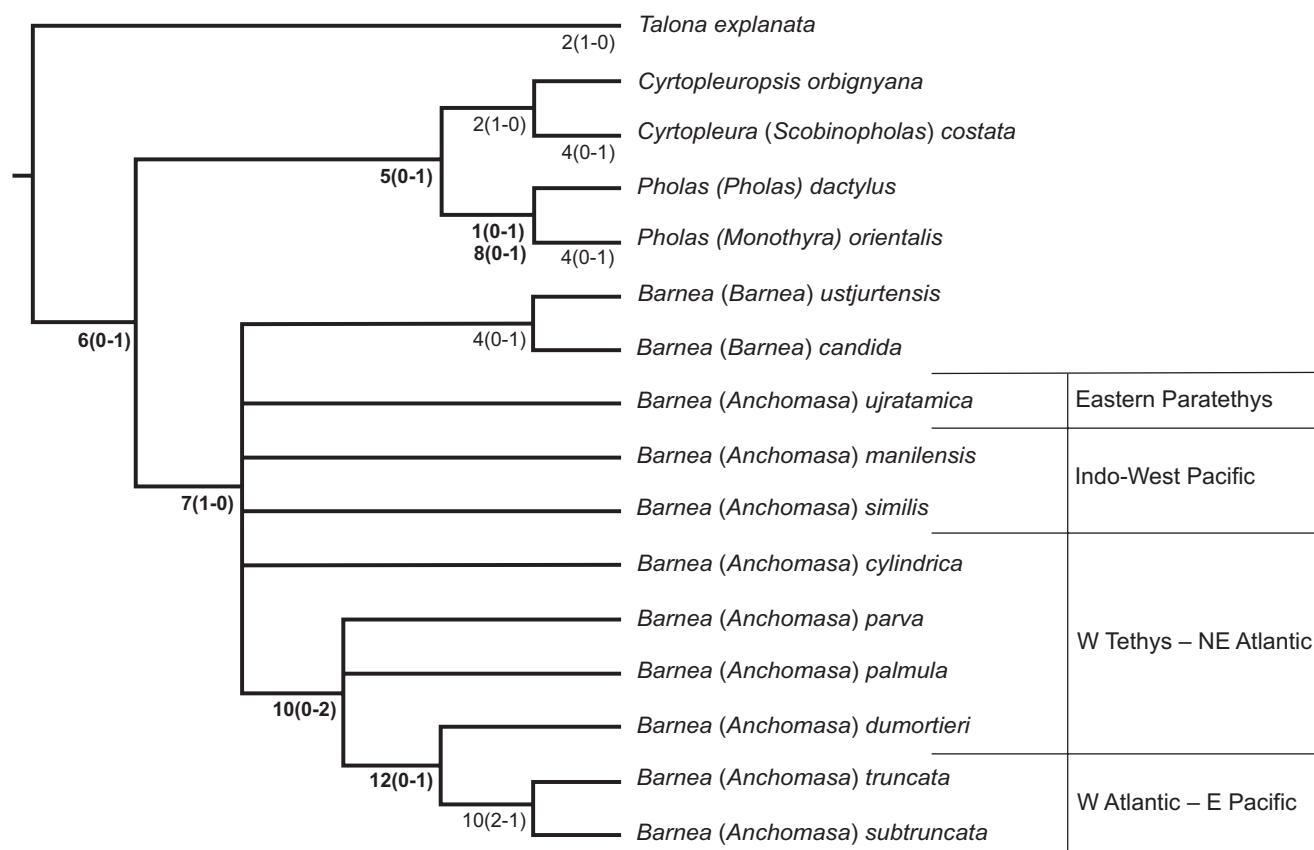 Talona explanata
2(1-0)
Cyrtopleuropsis orbignyana
2(1-0)
Cyrtopleura (Scobinopholas) costata
4(0-1)
5(0-1)
Pholas (Pholas) dactylus
1(0-1)
8(0-1)
Pholas (Monothyra) orientalis
4(0-1)
Barnea (Barnea) ustjurtensis
6(0-1)
4(0-1)
Barnea (Barnea) candida
Barnea (Anchomasa) ujratamica
Eastern Paratethys
Barnea (Anchomasa) manilensis
Indo-West Pacific
7(1-0)
Barnea (Anchomasa) similis
Barnea (Anchomasa) cylindrica
Barnea (Anchomasa) parva
W Tethys – NE Atlantic
Barnea (Anchomasa) palmula
10(0-2)
Barnea (Anchomasa) dumortieri
12(0-1)
Barnea (Anchomasa) truncata
W Atlantic – E Pacific
10(2-1)
Barnea (Anchomasa) subtruncata